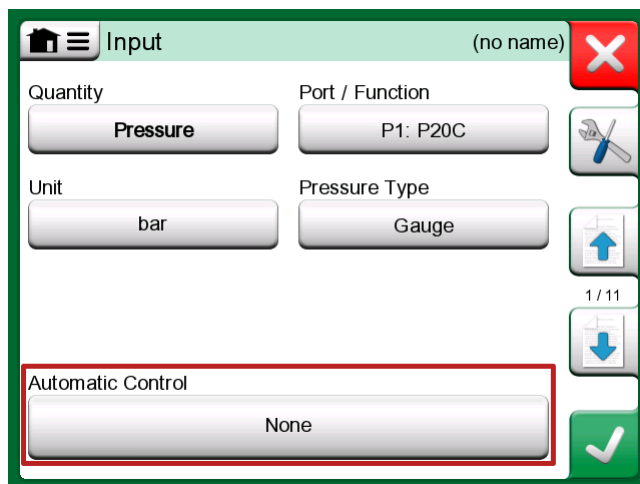 Input
(no name)
Quantity
Port / Function
Pressure
P1: P20C
Unit
Pressure Type
bar
Gauge
1 / 11
Automatic Control
None